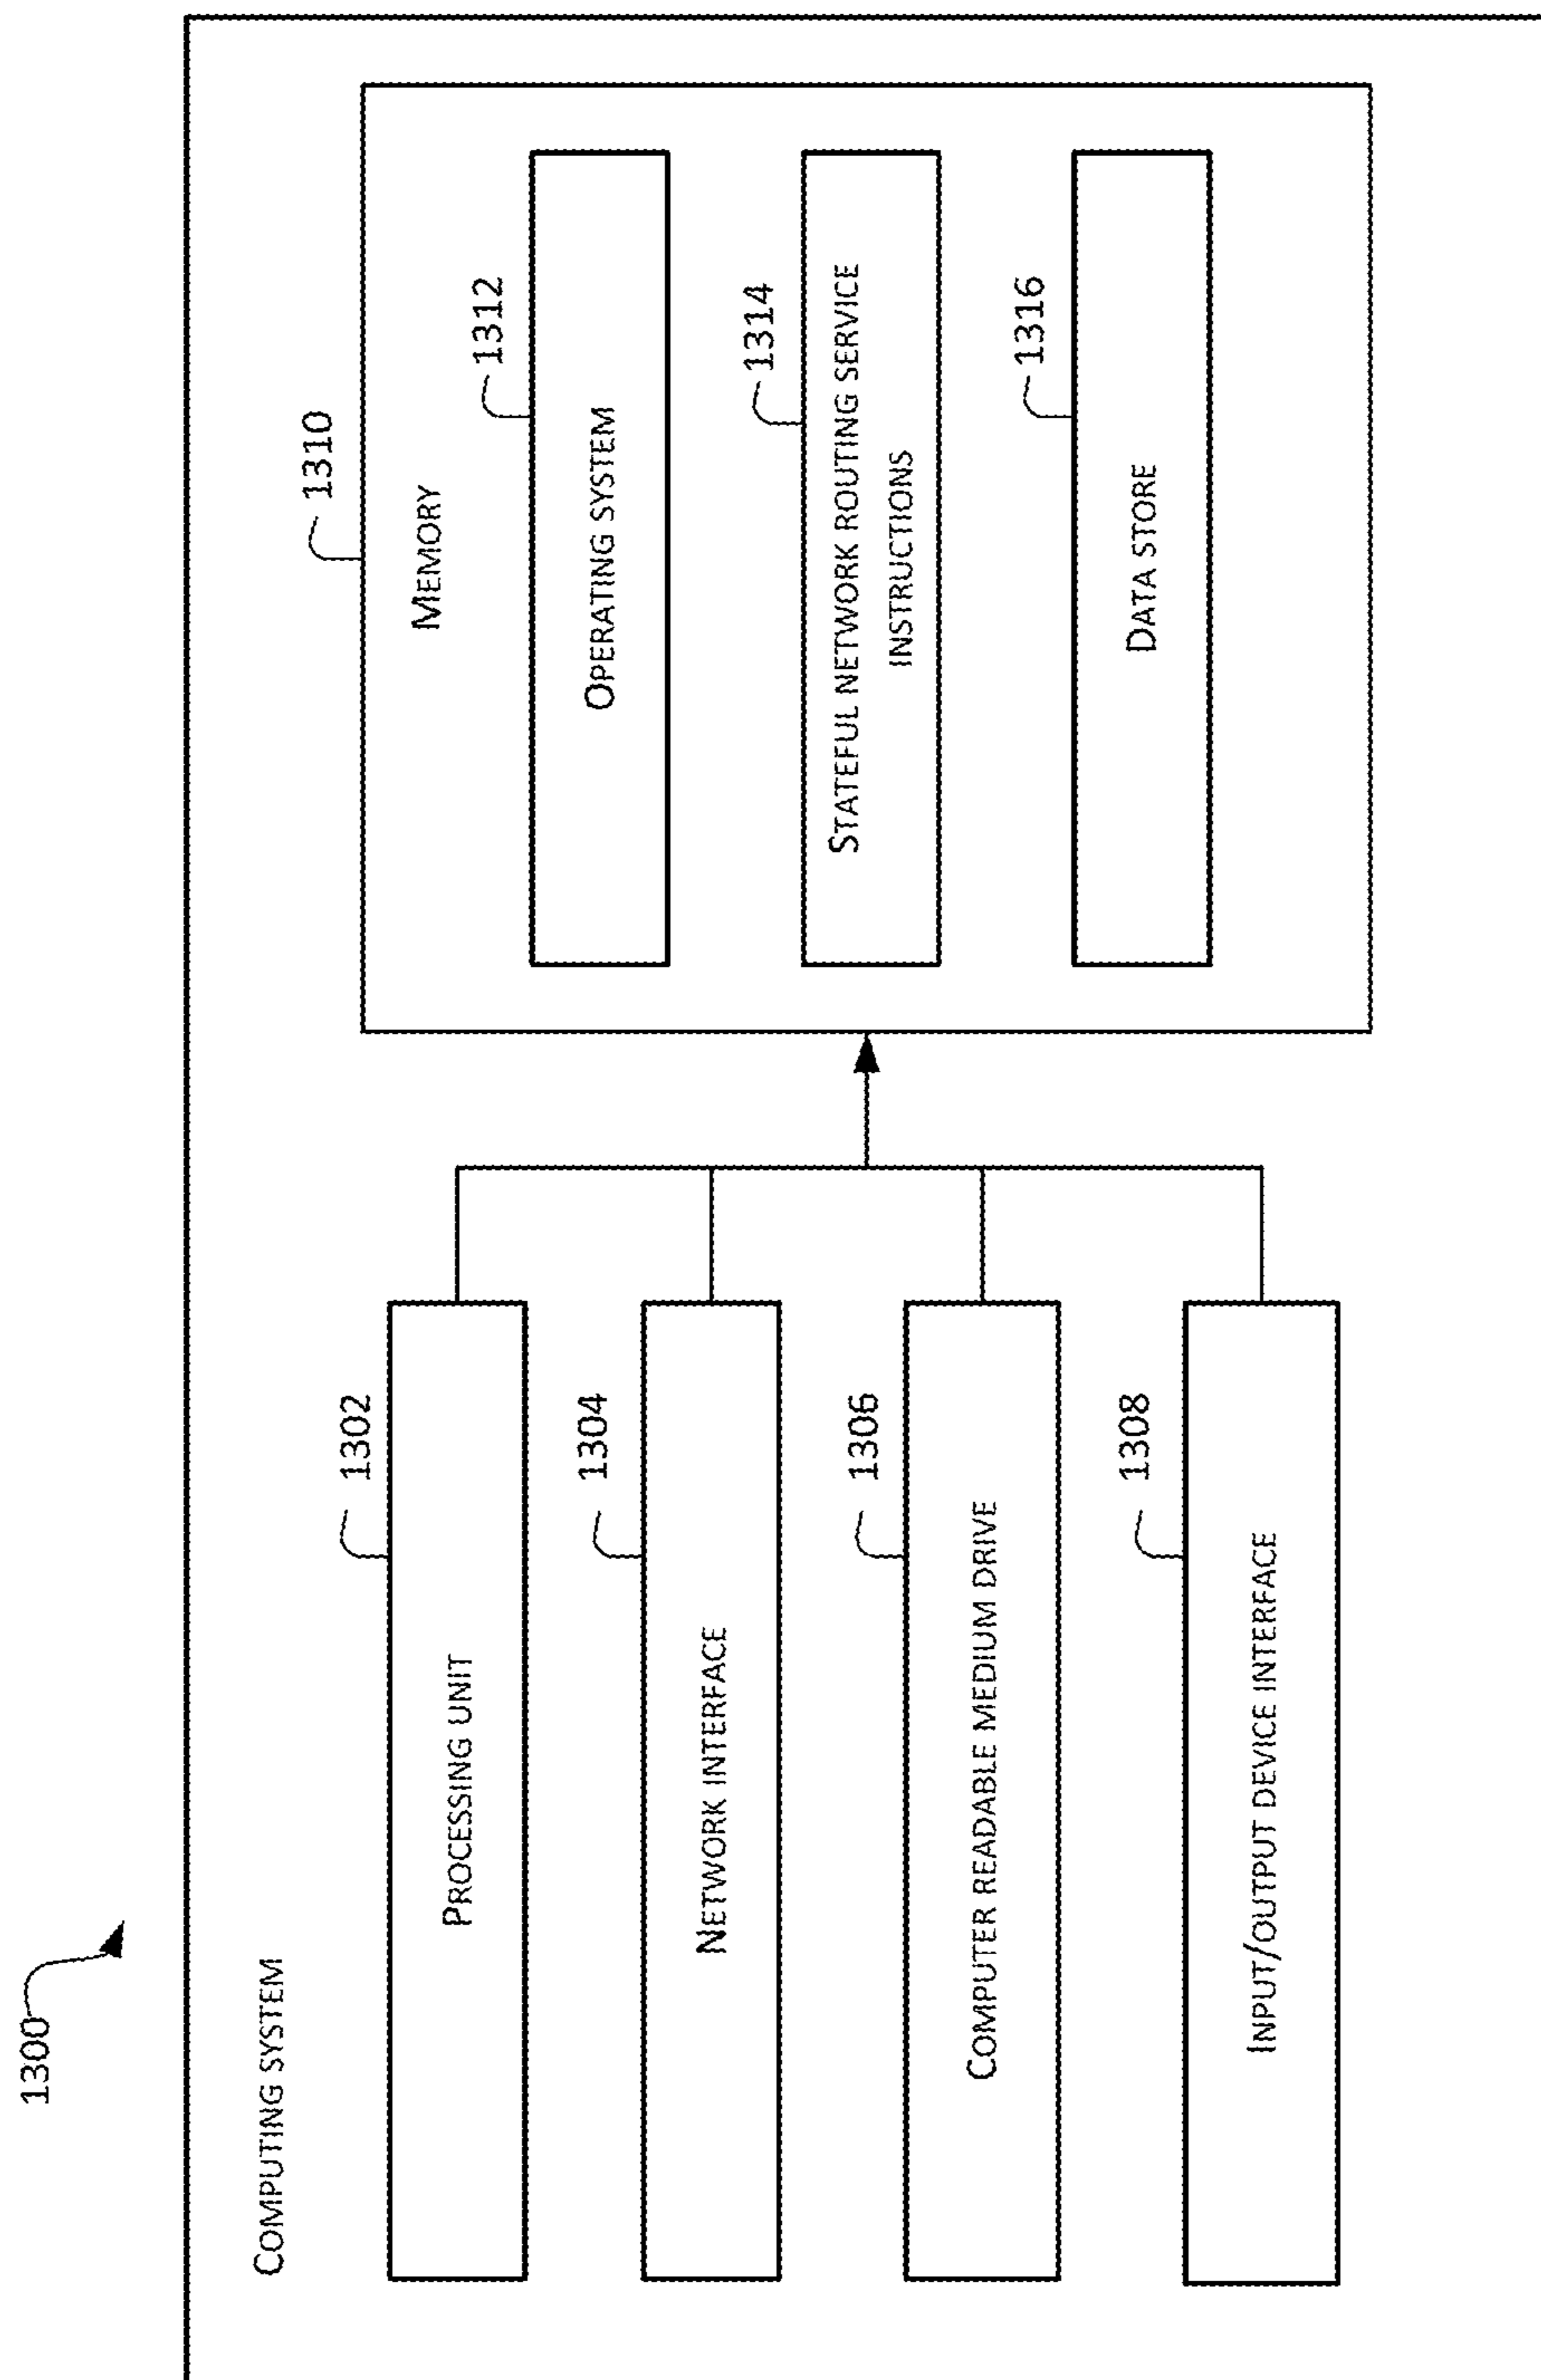 1300
COMPUTING SYSTEM
1302
PROCESSING UNIT
1304
NETWORK INTERFACE
1306
COMPUTER READABLE MEDIUM DRIVE
1308
INPUT/OUTPUT DEVICE INTERFACE
1310
MEMORY
1312
OPERATING SYSTEM
1314
STATEFUL NETWORK ROUTING SERVICE
INSTRUCTIONS
1316
DATA STORE